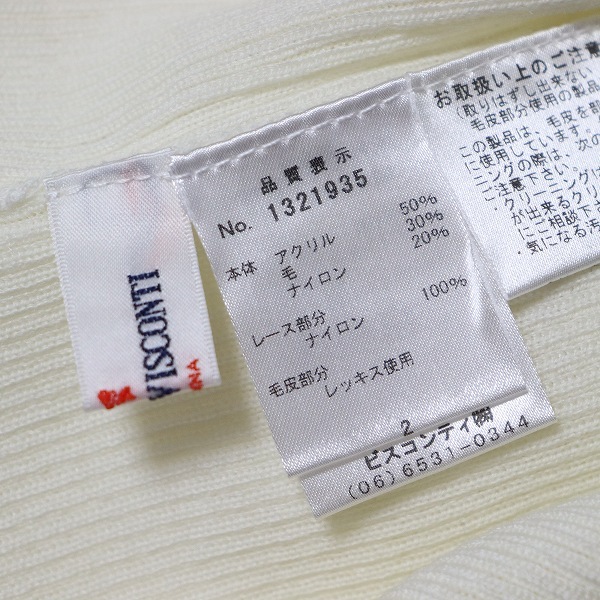 VISCONTI
品質表示
No. 1321935
本体 アクリル 50%
毛 30%
ナイロン 20%
レース部分
ナイロン 100%
毛皮部分
レッキス使用
2
ビスコンティ㈱
(06)6531-0344
お取扱い上のご注意
(取りはずし出来ない
毛皮部分使用の製品
この製品は、毛皮を部
に使用しています。
ニングの際は、次の
ご注意下さい。
・クリーニングは
が出来るクリ
にご相談下さ
・気になる汚